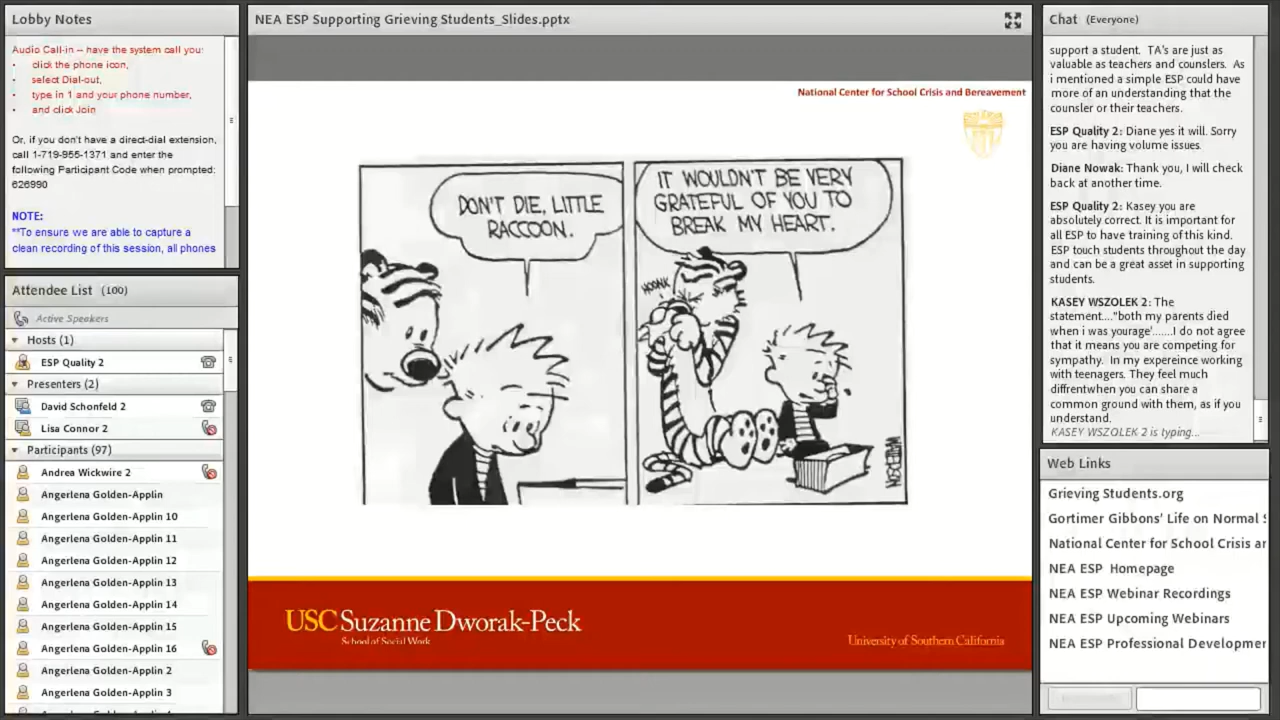 Lobby Notes
Audio Call-in – have the system call you:
• click the phone icon,
• select Dial-out,
• type in 1 and your phone number,
• and click Join
Or, if you don't have a direct-dial extension,
call 1-719-955-1371 and enter the
following Participant Code when prompted:
626990
NOTE:
**To ensure we are able to capture a
clean recording of this session, all phones
Attendee List (100)
Active Speakers
Hosts (1)
ESP Quality 2
Presenters (2)
David Schonfeld 2
Lisa Connor 2
Participants (97)
Andrea Wickwire 2
Angerlena Golden-Applin
Angerlena Golden-Applin 10
Angerlena Golden-Applin 11
Angerlena Golden-Applin 12
Angerlena Golden-Applin 13
Angerlena Golden-Applin 14
Angerlena Golden-Applin 15
Angerlena Golden-Applin 16
Angerlena Golden-Applin 2
Angerlena Golden-Applin 3
NEA ESP Supporting Grieving Students_Slides.pptx
National Center for School Crisis and Bereavement
DON'T DIE, LITTLE
RACCOON.
IT WOULDN'T BE VERY
GRATEFUL OF YOU TO
BREAK MY HEART.
HOONK
WATTERSON
USC Suzanne Dworak-Peck
School of Social Work
University of Southern California
Chat (Everyone)
support a student. TA's are just as
valuable as teachers and counslers. As
i mentioned a simple ESP could have
more of an understanding that the
counsler or their teachers.
ESP Quality 2: Diane yes it will. Sorry
you are having volume issues.
Diane Nowak: Thank you, I will check
back at another time.
ESP Quality 2: Kasey you are
absolutely correct. It is important for
all ESP to have training of this kind.
ESP touch students throughout the day
and can be a great asset in supporting
students.
KASEY WSZOLEK 2: The
statement...."both my parents died
when i was yourage'......I do not agree
that it means you are competing for
sympathy. In my expereince working
with teenagers. They feel much
diffrentwhen you can share a
common ground with them, as if you
understand.
KASEY WSZOLEK 2 is typing...
Web Links
Grieving Students.org
Gortimer Gibbons' Life on Normal S
National Center for School Crisis ar
NEA ESP Homepage
NEA ESP Webinar Recordings
NEA ESP Upcoming Webinars
NEA ESP Professional Developmer